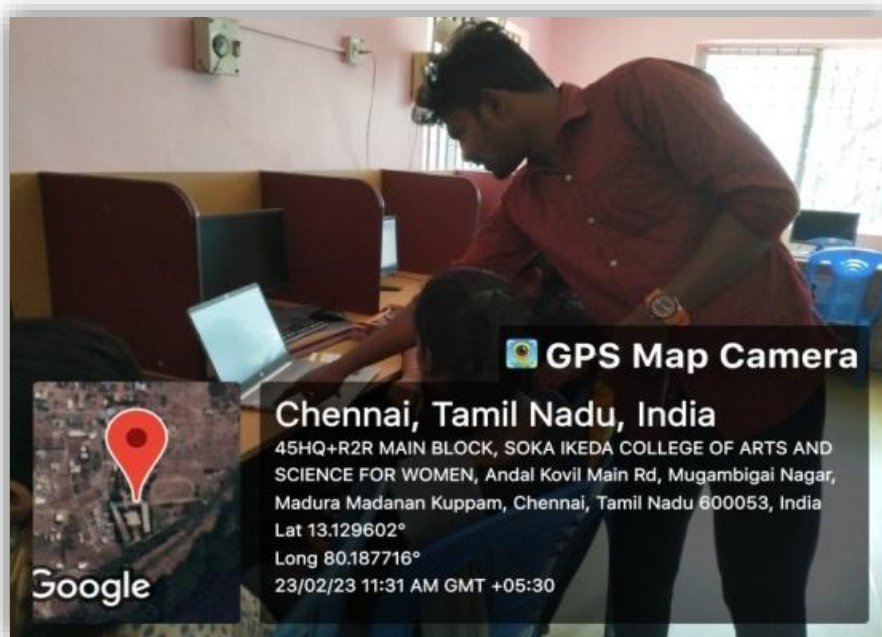 GPS Map Camera
Chennai, Tamil Nadu, India
45HQ+R2R MAIN BLOCK, SOKA IKEDA COLLEGE OF ARTS AND
SCIENCE FOR WOMEN, Andal Kovil Main Rd, Mugambigai Nagar,
Madura Madanan Kuppam, Chennai, Tamil Nadu 600053, India
Lat 13.129602°
Long 80.187716°
23/02/23 11:31 AM GMT +05:30
Google